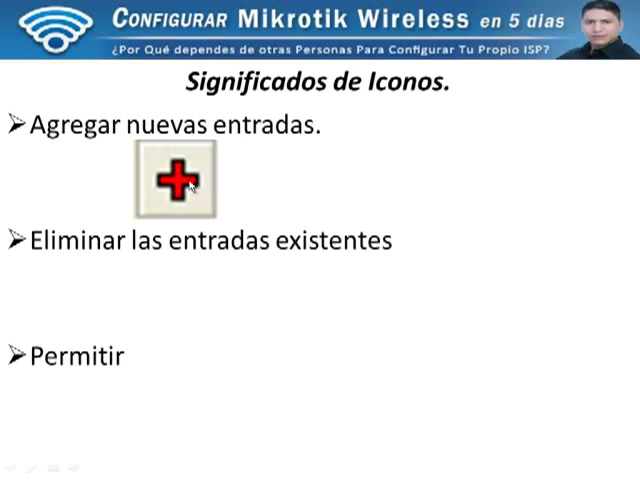 CONFIGURAR Mikrotik Wireless en 5 dias
¿Por Qué dependes de otras Personas Para Configurar Tu Propio ISP?
Significados de Iconos.
Agregar nuevas entradas.
Eliminar las entradas existentes
Permitir